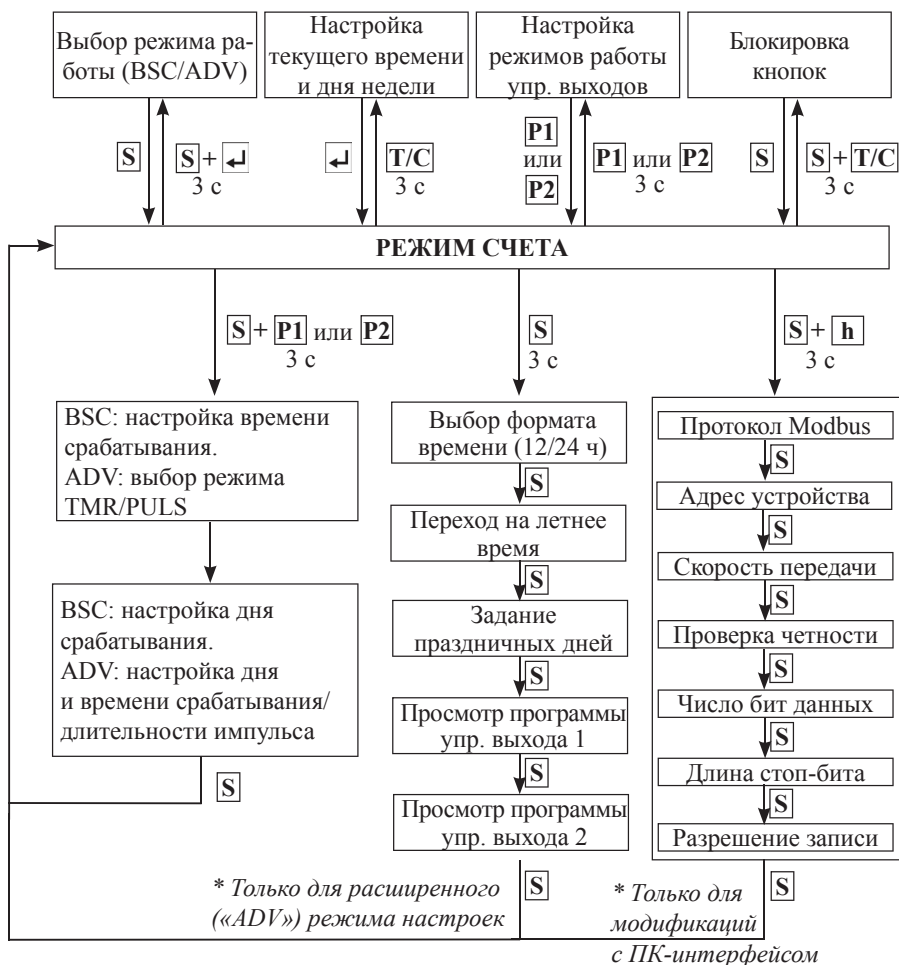 Выбор режима ра-
боты (BSC/ADV)
Настройка
текущего времени
и дня недели
Настройка
режимов работы
упр. выходов
Блокировка
кнопок
S
S + ↵
3 с
↵
T/C
3 с
P1
или
P2
P1 или P2
3 с
S
S + T/C
3 с
РЕЖИМ СЧЕТА
S + P1 или P2
3 с
BSC: настройка времени
срабатывания.
ADV: выбор режима
TMR/PULS
BSC: настройка дня
срабатывания.
ADV: настройка дня
и времени срабатывания/
длительности импульса
S
S
3 с
Выбор формата
времени (12/24 ч)
S
Переход на летнее
время
S
Задание
праздничных дней
S
Просмотр программы
упр. выхода 1
S
Просмотр программы
упр. выхода 2
S
* Только для расширенного
(«ADV») режима настроек
S + h
3 с
Протокол Modbus
S
Адрес устройства
S
Скорость передачи
S
Проверка четности
S
Число бит данных
S
Длина стоп-бита
S
Разрешение записи
S
* Только для
модификаций
с ПК-интерфейсом